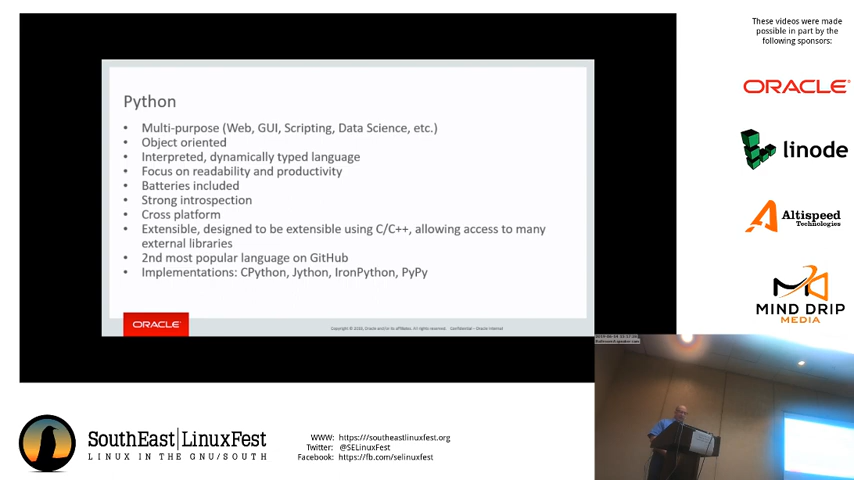 These videos were made
possible in part by the
following sponsors:
ORACLE
linode
Altispeed
Technologies
MIND DRIP
MEDIA
Python
• Multi-purpose (Web, GUI, Scripting, Data Science, etc.)
• Object oriented
• Interpreted, dynamically typed language
• Focus on readability and productivity
• Batteries included
• Strong introspection
• Cross platform
• Extensible, designed to be extensible using C/C++, allowing access to many
external libraries
• 2nd most popular language on GitHub
• Implementations: CPython, Jython, IronPython, PyPy
ORACLE
SouthEast|LinuxFest
LINUX IN THE GNU/SOUTH
WWW: https:///southeastlinuxfest.org
Twitter: @SELinuxFest
Facebook: https://fb.com/selinuxfest